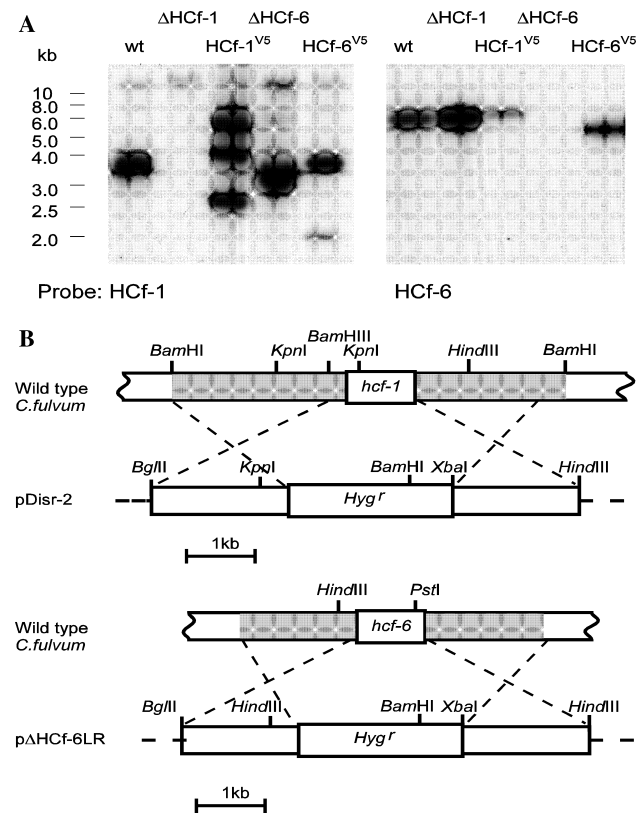 A
ΔHCf-1 ΔHCf-6 ΔHCf-1 ΔHCf-6
kb wt HCf-1V5 HCf-6V5 wt HCf-1V5 HCf-6V5
10
8.0
6.0
5.0
4.0
3.0
2.5
2.0
Probe: HCf-1 HCf-6
B
BamHIII
BamHI KpnI KpnI HindIII BamHI
Wild type
C.fulvum
hcf-1
BglII KpnI BamHI XbaI HindIII
pDisr-2 Hygr
1kb
HindIII PstI
Wild type
C.fulvum
hcf-6
BglII HindIII BamHI XbaI HindIII
pΔHCf-6LR Hygr
1kb